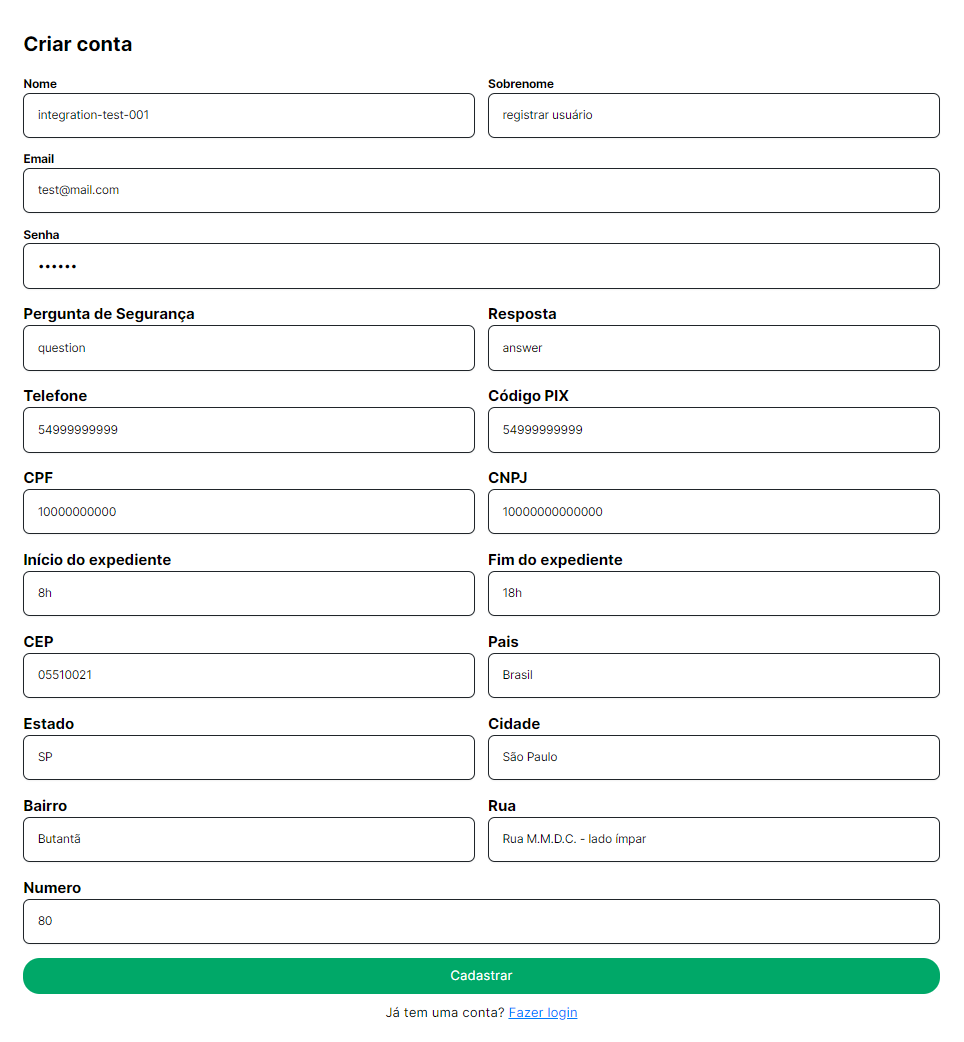 Criar conta
Nome Sobrenome
integration-test-001 registrar usuário
Email
test@mail.com
Senha
••••••
Pergunta de Segurança Resposta
question answer
Telefone Código PIX
54999999999 54999999999
CPF CNPJ
10000000000 10000000000000
Início do expediente Fim do expediente
8h 18h
CEP Pais
05510021 Brasil
Estado Cidade
SP São Paulo
Bairro Rua
Butantã Rua M.M.D.C. - lado ímpar
Numero
80
Cadastrar
Já tem uma conta? Fazer login